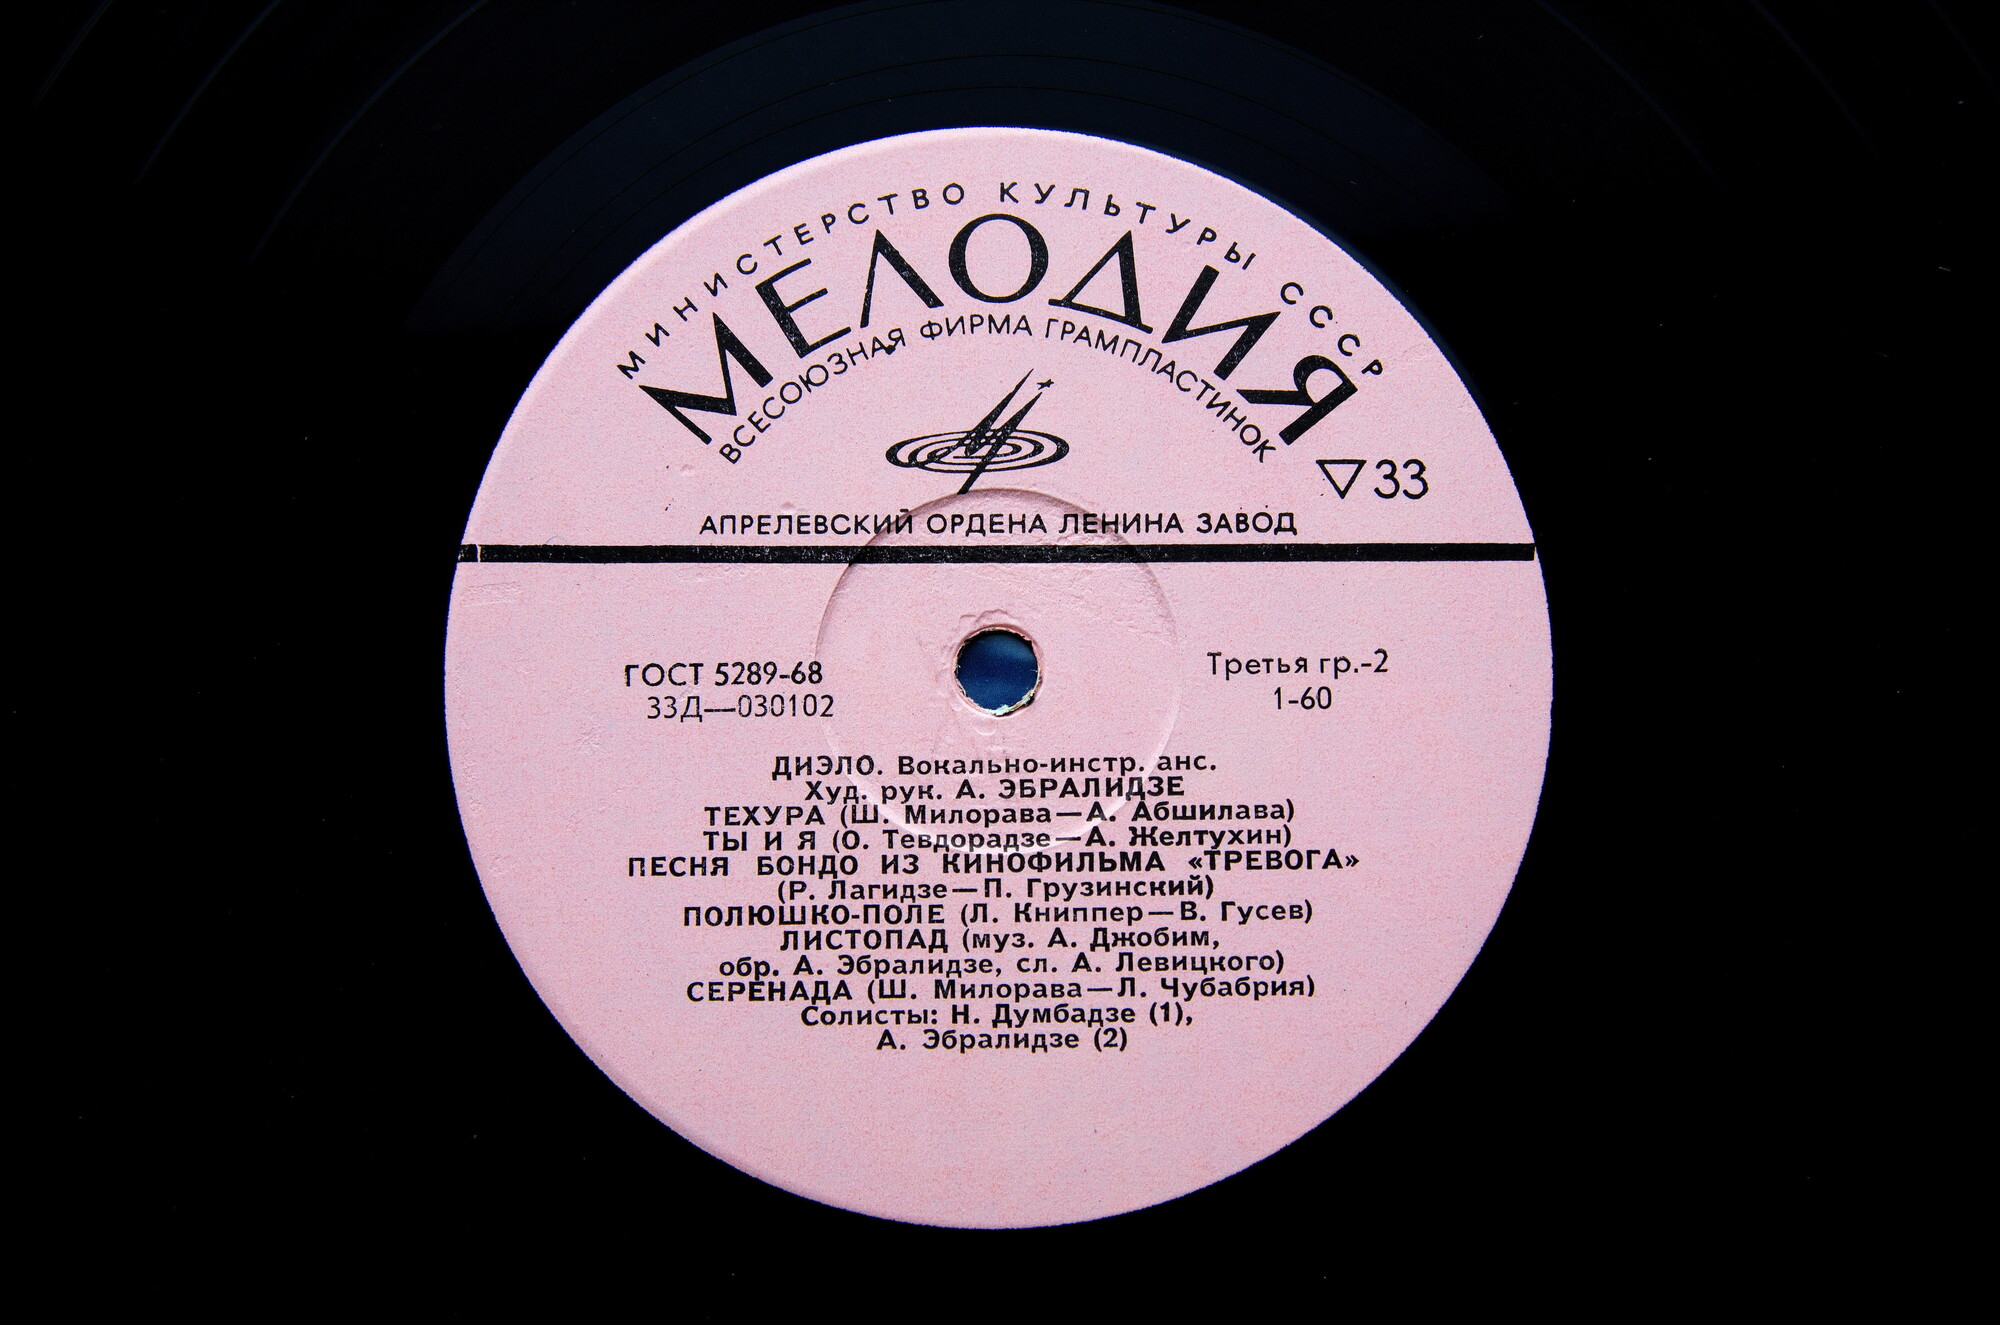 МИНИСТЕРСТВО КУЛЬТУРЫ СССР
МЕЛОДИЯ
ВСЕСОЮЗНАЯ ФИРМА ГРАМПЛАСТИНОК
33
АПРЕЛЕВСКИЙ ОРДЕНА ЛЕНИНА ЗАВОД
ГОСТ 5289-68
33Д—030102
Третья гр.-2
1-60
ДИЭЛО. Вокально-инстр. анс.
Худ. рук. А. ЭБРАЛИДЗЕ
ТЕХУРА (Ш. Милорава—А. Абшилава)
ТЫ И Я (О. Тевдорадзе—А. Желтухин)
ПЕСНЯ БОНДО ИЗ КИНОФИЛЬМА «ТРЕВОГА»
(Р. Лагидзе—П. Грузинский)
ПОЛЮШКО-ПОЛЕ (Л. Книппер—В. Гусев)
ЛИСТОПАД (муз. А. Джобим,
обр. А. Эбралидзе, сл. А. Левицкого)
СЕРЕНАДА (Ш. Милорава—Л. Чубабрия)
Солисты: Н. Думбадзе (1),
А. Эбралидзе (2)